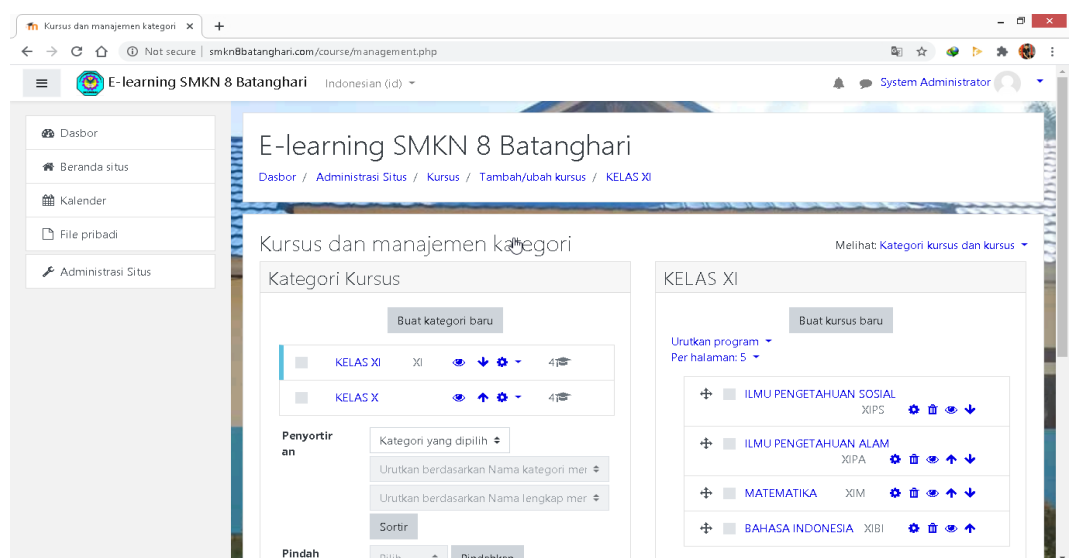 Kursus dan manajemen kategori
Not secure | smkn8batanghari.com/course/management.php
E-learning SMKN 8 Batanghari
Indonesian (id)
System Administrator
Dasbor
Beranda situs
Kalender
File pribadi
Administrasi Situs
E-learning SMKN 8 Batanghari
Dasbor / Administrasi Situs / Kursus / Tambah/ubah kursus / KELAS XI
Kursus dan manajemen kategori
Melihat: Kategori kursus dan kursus
Kategori Kursus
Buat kategori baru
KELAS XI XI 4
KELAS X 4
Penyortir
an
Kategori yang dipilih
Urutkan berdasarkan Nama kategori mer
Urutkan berdasarkan Nama lengkap mer
Sortir
Pindah
Pilih
Pindahkan
KELAS XI
Buat kursus baru
Urutkan program
Per halaman: 5
ILMU PENGETAHUAN SOSIAL
XIPS
ILMU PENGETAHUAN ALAM
XIPA
MATEMATIKA XIM
BAHASA INDONESIA XIBI